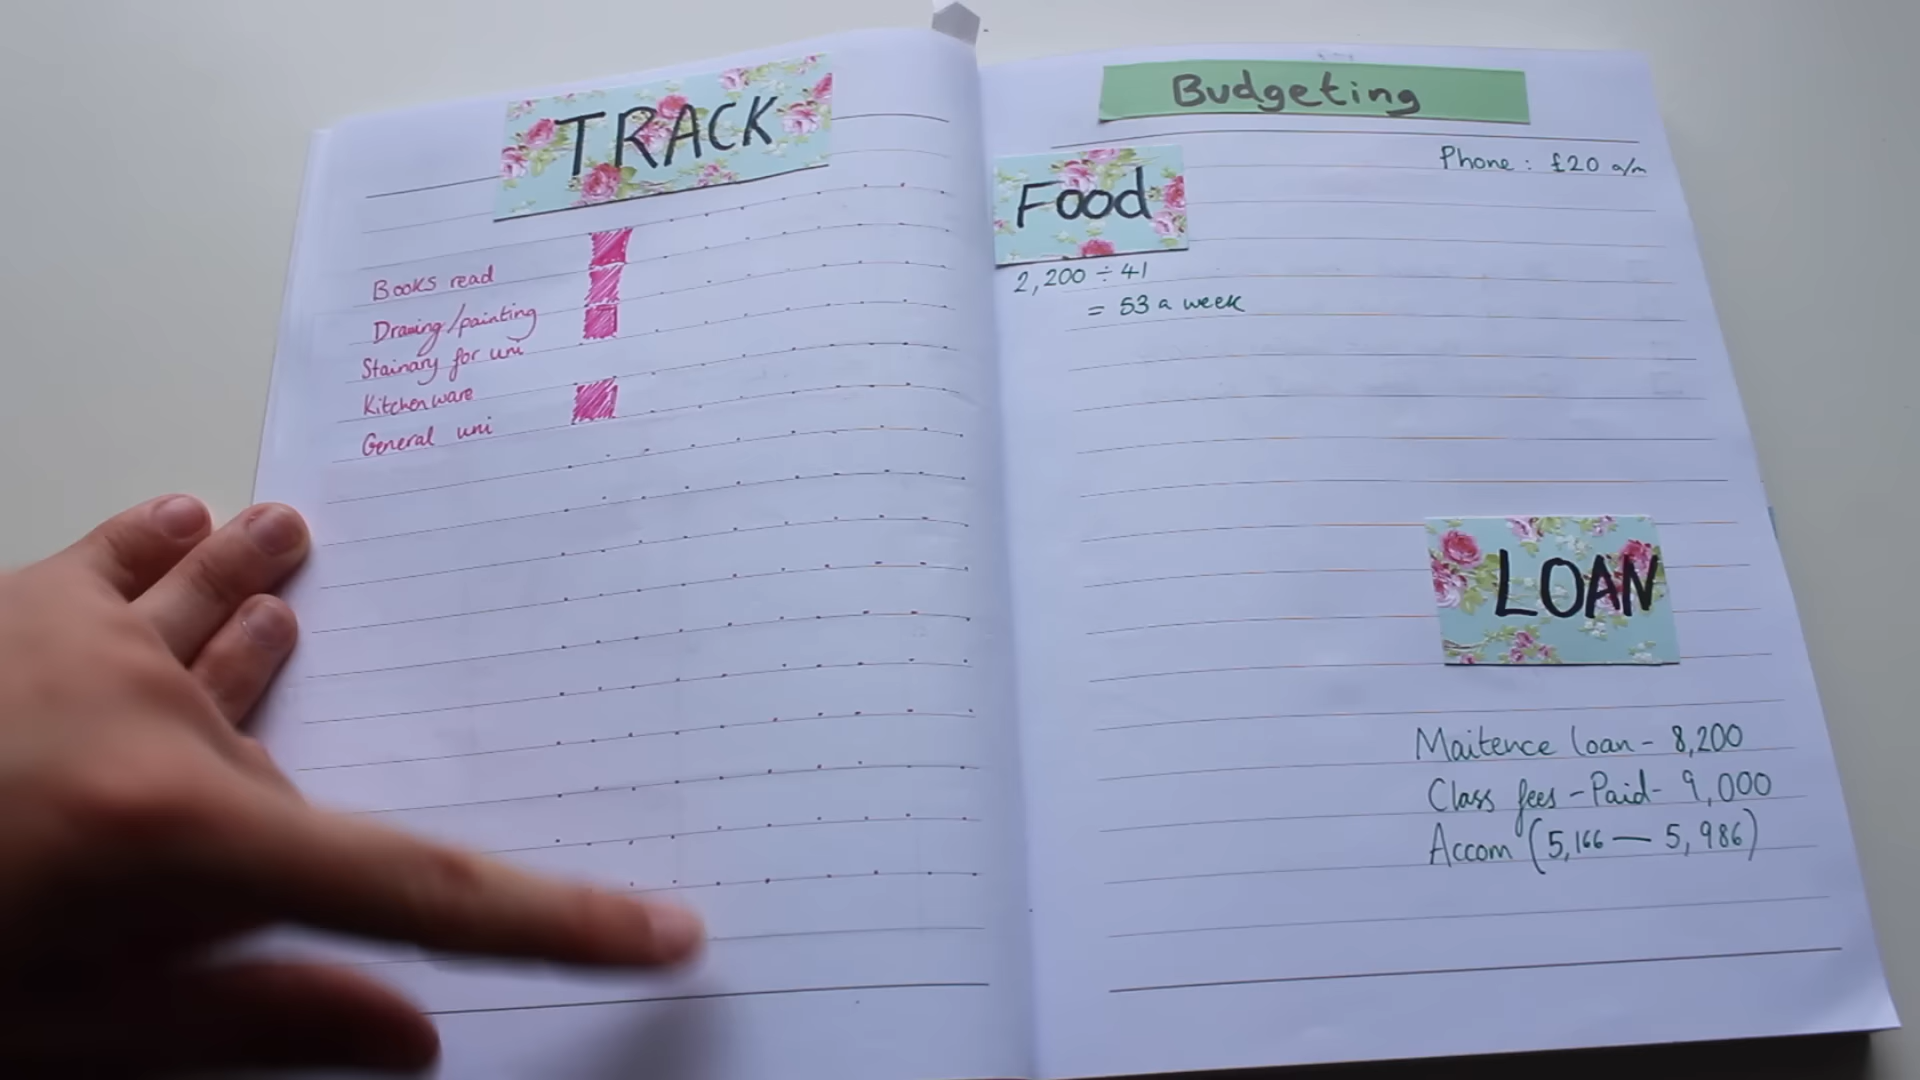 TRACK
Books read
Drawing/painting
Stainary for uni
Kitchenware
General uni
Budgeting
Phone : £20 a/m
Food
2,200 ÷ 41
= 53 a week
LOAN
Maitence loan - 8,200
Class fees - Paid - 9,000
Accom (5,166 — 5,986)